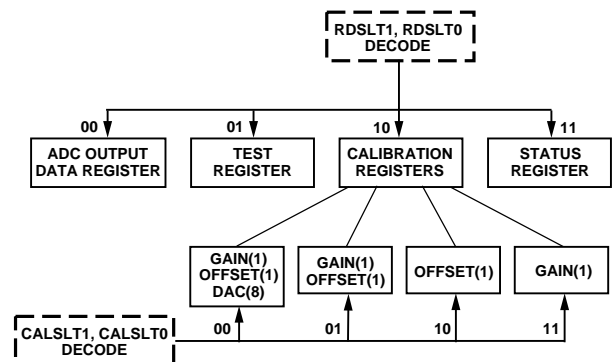 RDSLT1, RDSLT0
DECODE
00
01
10
11
ADC OUTPUT
DATA REGISTER
TEST
REGISTER
CALIBRATION
REGISTERS
STATUS
REGISTER
GAIN(1)
OFFSET(1)
DAC(8)
GAIN(1)
OFFSET(1)
OFFSET(1)
GAIN(1)
CALSLT1, CALSLT0
DECODE
00
01
10
11